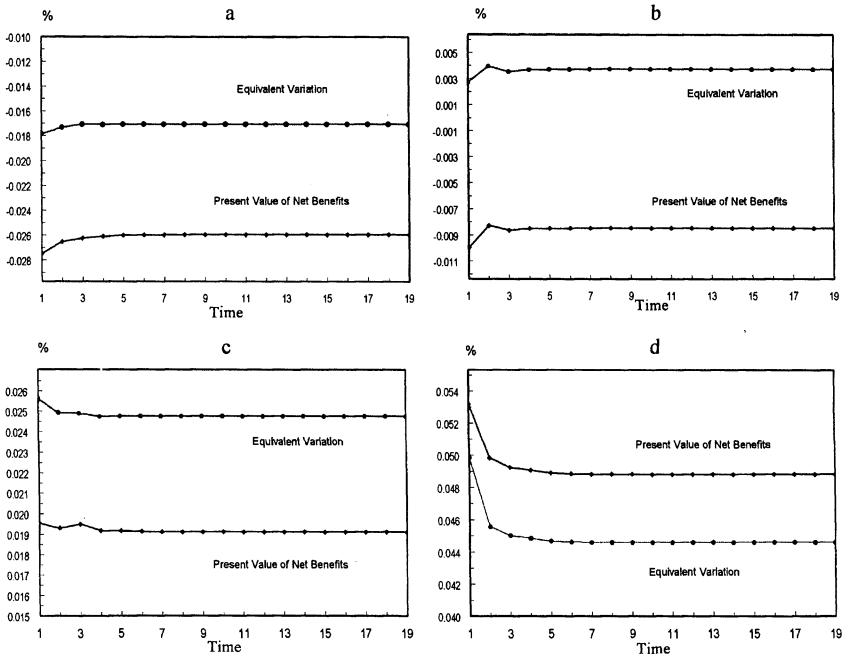 % a
-0.010
-0.012
-0.014
-0.016
-0.018
-0.020
-0.022
-0.024
-0.026
-0.028
Equivalent Variation
Present Value of Net Benefits
1 3 5 7 9 11 13 15 17 19
Time
% b
0.005
0.003
0.001
-0.001
-0.003
-0.005
-0.007
-0.009
-0.011
Equivalent Variation
Present Value of Net Benefits
1 3 5 7 9 11 13 15 17 19
Time
% c
0.026
0.025
0.024
0.023
0.022
0.021
0.020
0.019
0.018
0.017
0.016
0.015
Equivalent Variation
Present Value of Net Benefits
1 3 5 7 9 11 13 15 17 19
Time
% d
0.054
0.052
0.050
0.048
0.046
0.044
0.042
0.040
Present Value of Net Benefits
Equivalent Variation
1 3 5 7 9 11 13 15 17 19
Time